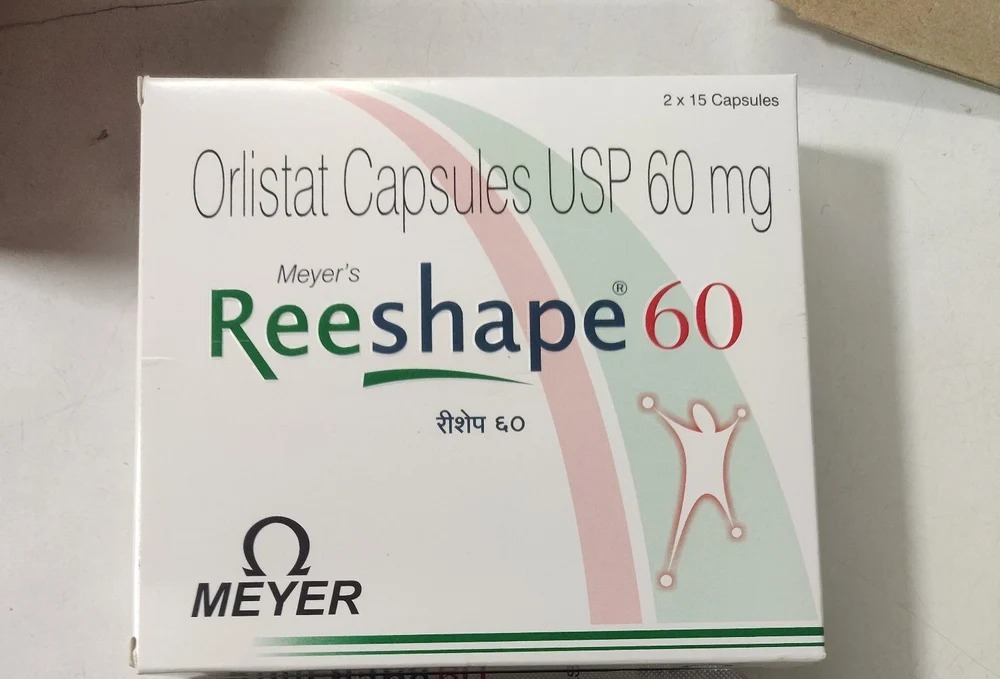 2 x 15 Capsules
Orlistat Capsules USP 60 mg
Meyer's
Reeshape® 60
रीशेप ६०
MEYER